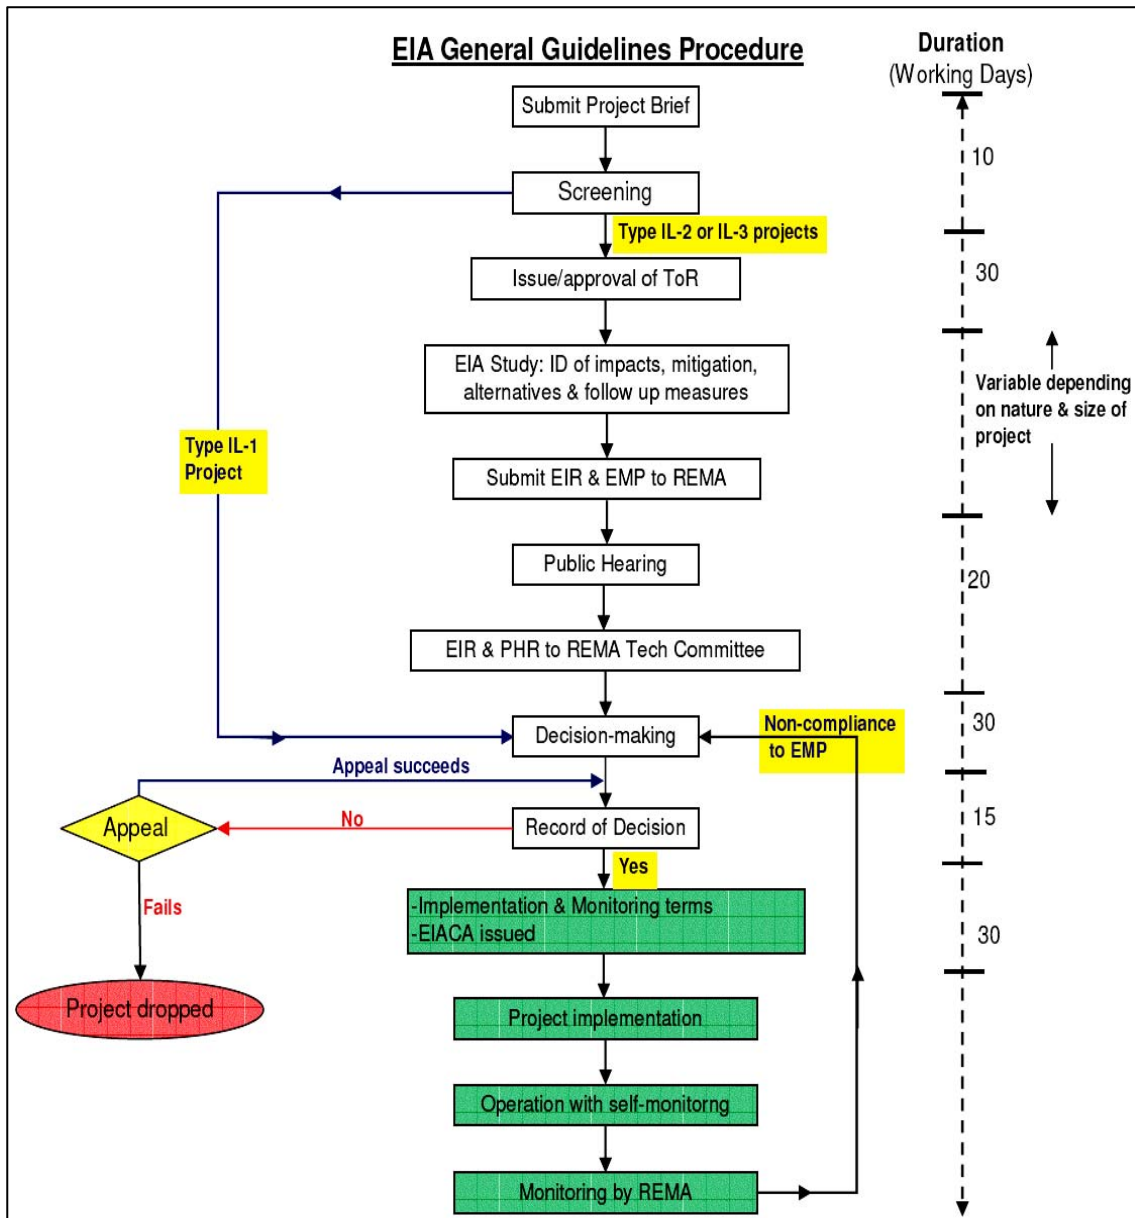 EIA General Guidelines Procedure
Duration
(Working Days)
Submit Project Brief
10
Screening
Type IL-2 or IL-3 projects
30
Issue/approval of ToR
EIA Study: ID of impacts, mitigation,
alternatives & follow up measures
Variable depending
on nature & size of
project
Type IL-1
Project
Submit EIR & EMP to REMA
Public Hearing
20
EIR & PHR to REMA Tech Committee
Decision-making
Non-compliance
to EMP
30
Appeal succeeds
Appeal
No
Record of Decision
15
Yes
Fails
-Implementation & Monitoring terms
-EIACA issued
30
Project dropped
Project implementation
Operation with self-monitorng
Monitoring by REMA